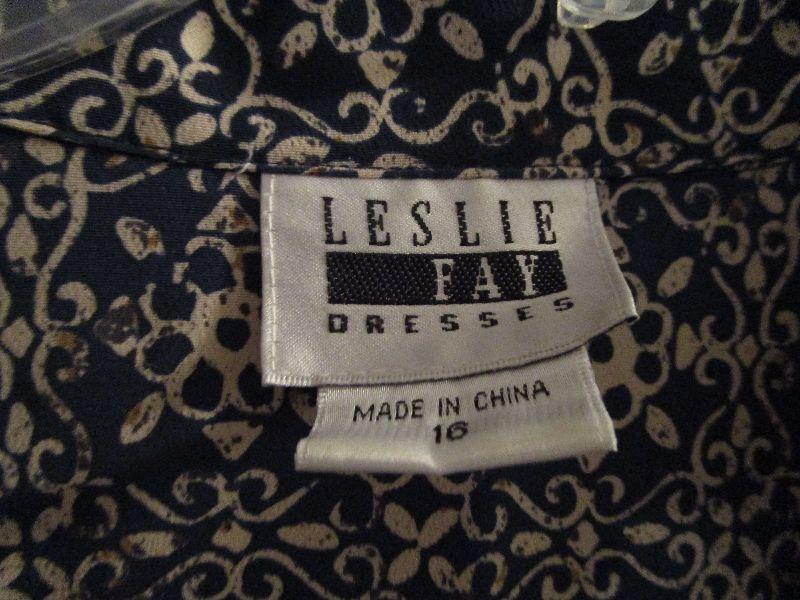 LESLIE
FAY
DRESSES
MADE IN CHINA
16